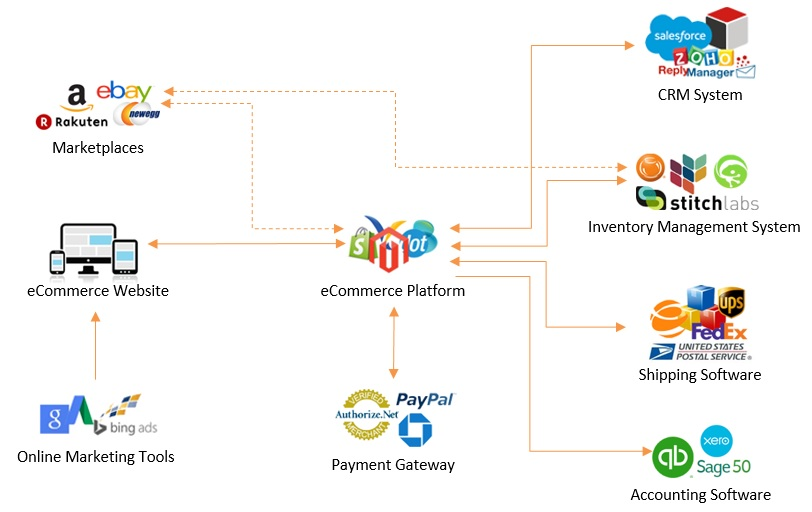 salesforce
ZOHO
ReplyManager
CRM System
a
ebay
newegg
R Rakuten
Marketplaces
stitchlabs
Inventory Management System
eCommerce Website
S
dot
eCommerce Platform
ups
FedEx
UNITED STATES
POSTAL SERVICE
Shipping Software
g
bing ads
Online Marketing Tools
VERIFIED
Authorize.Net
MERCHANT
PayPal
Payment Gateway
qb
xero
Sage 50
Accounting Software